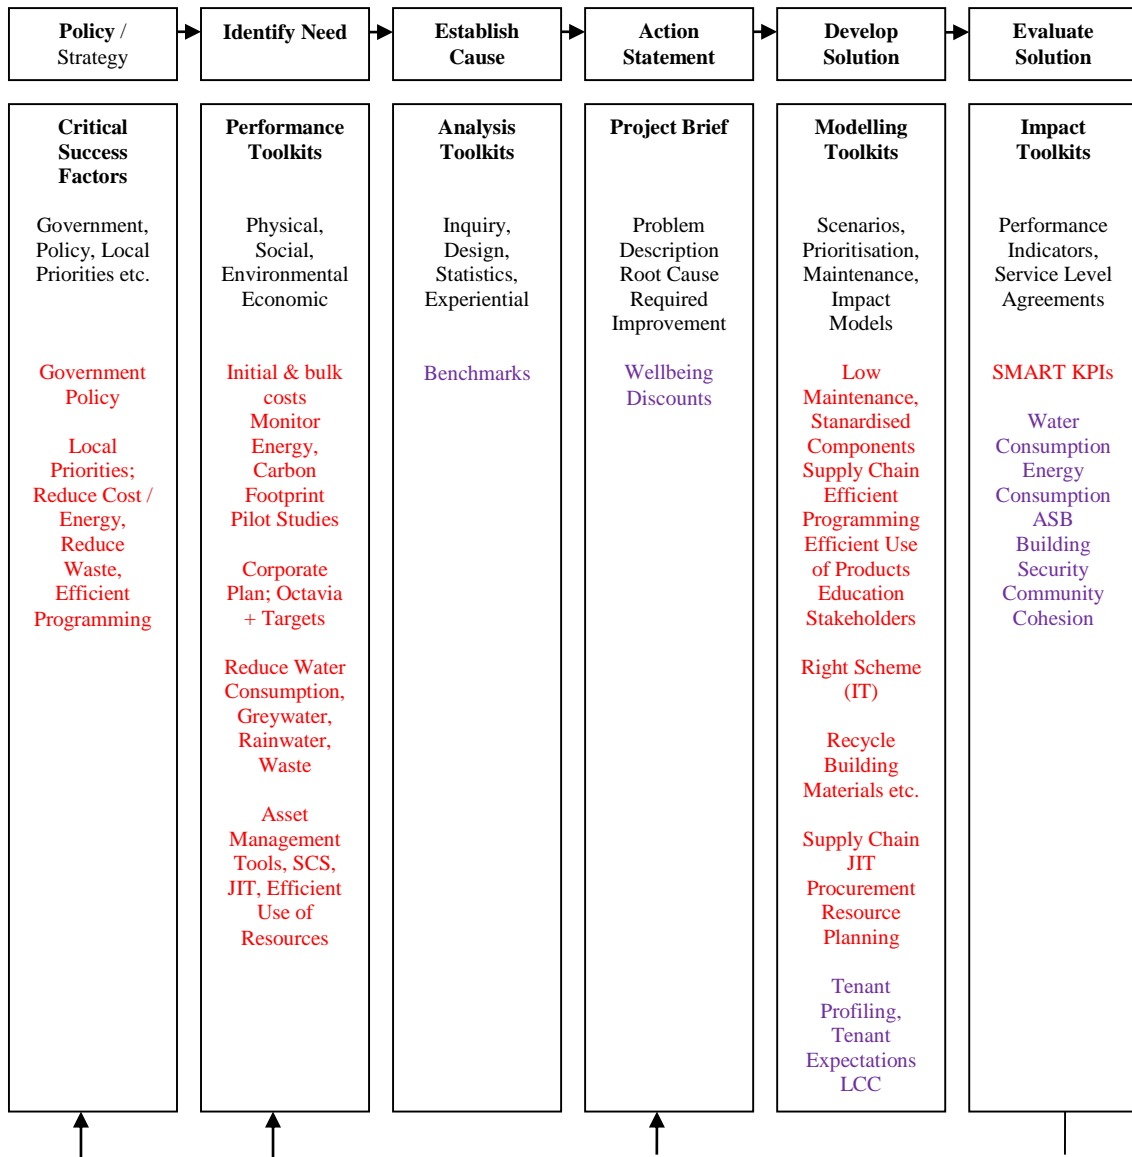 Policy /
Strategy
Identify Need
Establish
Cause
Action
Statement
Develop
Solution
Evaluate
Solution
Critical
Success
Factors
Government,
Policy, Local
Priorities etc.
Government
Policy
Local
Priorities;
Reduce Cost /
Energy,
Reduce
Waste,
Efficient
Programming
Performance
Toolkits
Physical,
Social,
Environmental
Economic
Initial & bulk
costs
Monitor
Energy,
Carbon
Footprint
Pilot Studies
Corporate
Plan; Octavia
+ Targets
Reduce Water
Consumption,
Greywater,
Rainwater,
Waste
Asset
Management
Tools, SCS,
JIT, Efficient
Use of
Resources
Analysis
Toolkits
Inquiry,
Design,
Statistics,
Experiential
Benchmarks
Project Brief
Problem
Description
Root Cause
Required
Improvement
Wellbeing
Discounts
Modelling
Toolkits
Scenarios,
Prioritisation,
Maintenance,
Impact
Models
Low
Maintenance,
Stanardised
Components
Supply Chain
Efficient
Programming
Efficient Use
of Products
Education
Stakeholders
Right Scheme
(IT)
Recycle
Building
Materials etc.
Supply Chain
JIT
Procurement
Resource
Planning
Tenant
Profiling,
Tenant
Expectations
LCC
Impact
Toolkits
Performance
Indicators,
Service Level
Agreements
SMART KPIs
Water
Consumption
Energy
Consumption
ASB
Building
Security
Community
Cohesion